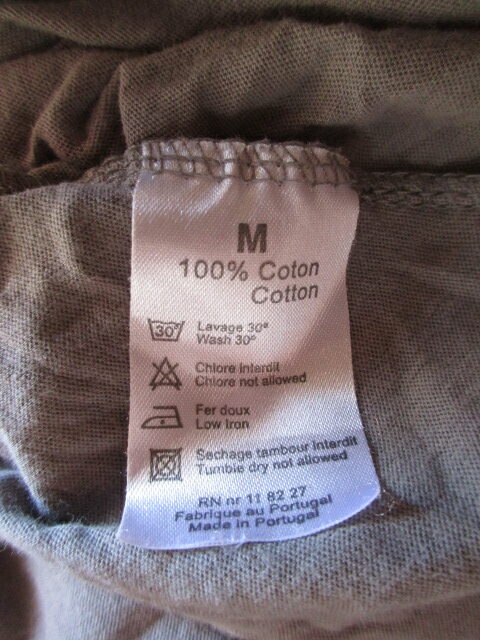 M
100% Coton
Cotton
30°
Lavage 30°
Wash 30°
Chlore interdit
Chlore not allowed
Fer doux
Low Iron
Sechage tambour interdit
Tumble dry not allowed
RN nr 11 82 27
Fabrique au Portugal
Made in Portugal